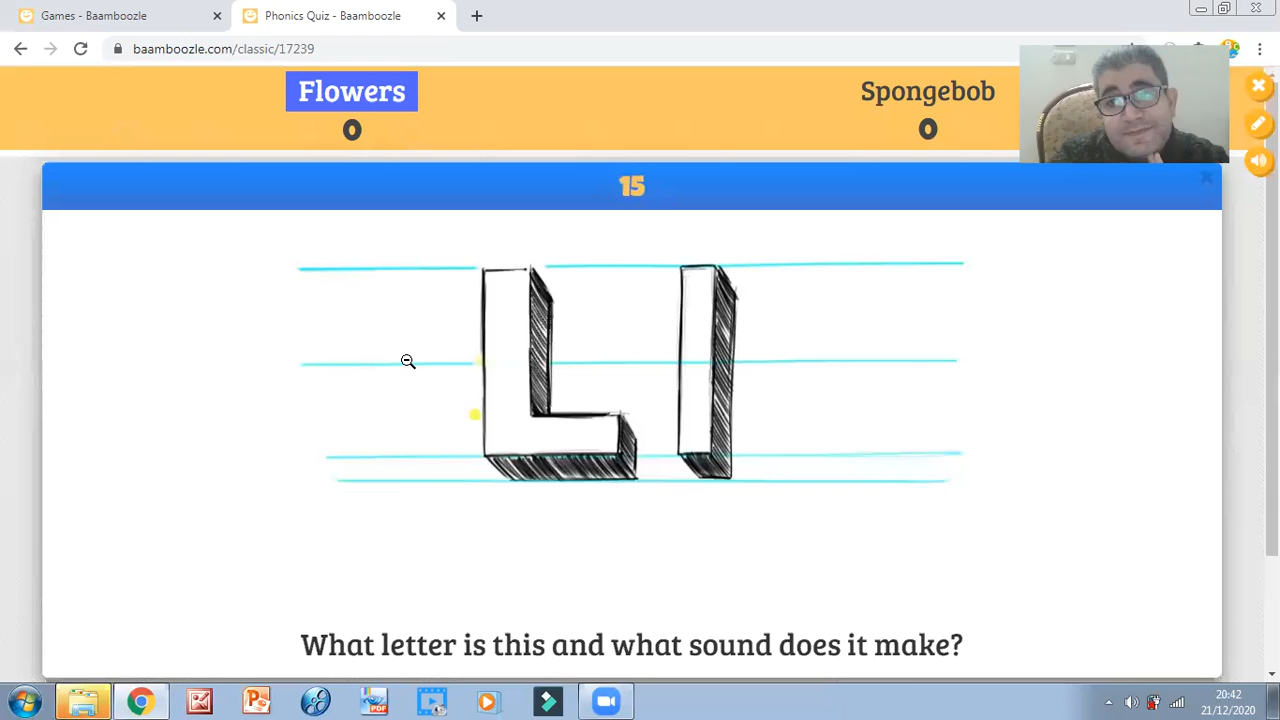 Games - Baamboozle
Phonics Quiz - Baamboozle
baamboozle.com/classic/17239
Flowers
0
Spongebob
0
15
Ll
What letter is this and what sound does it make?
PDF
20:42
21/12/2020